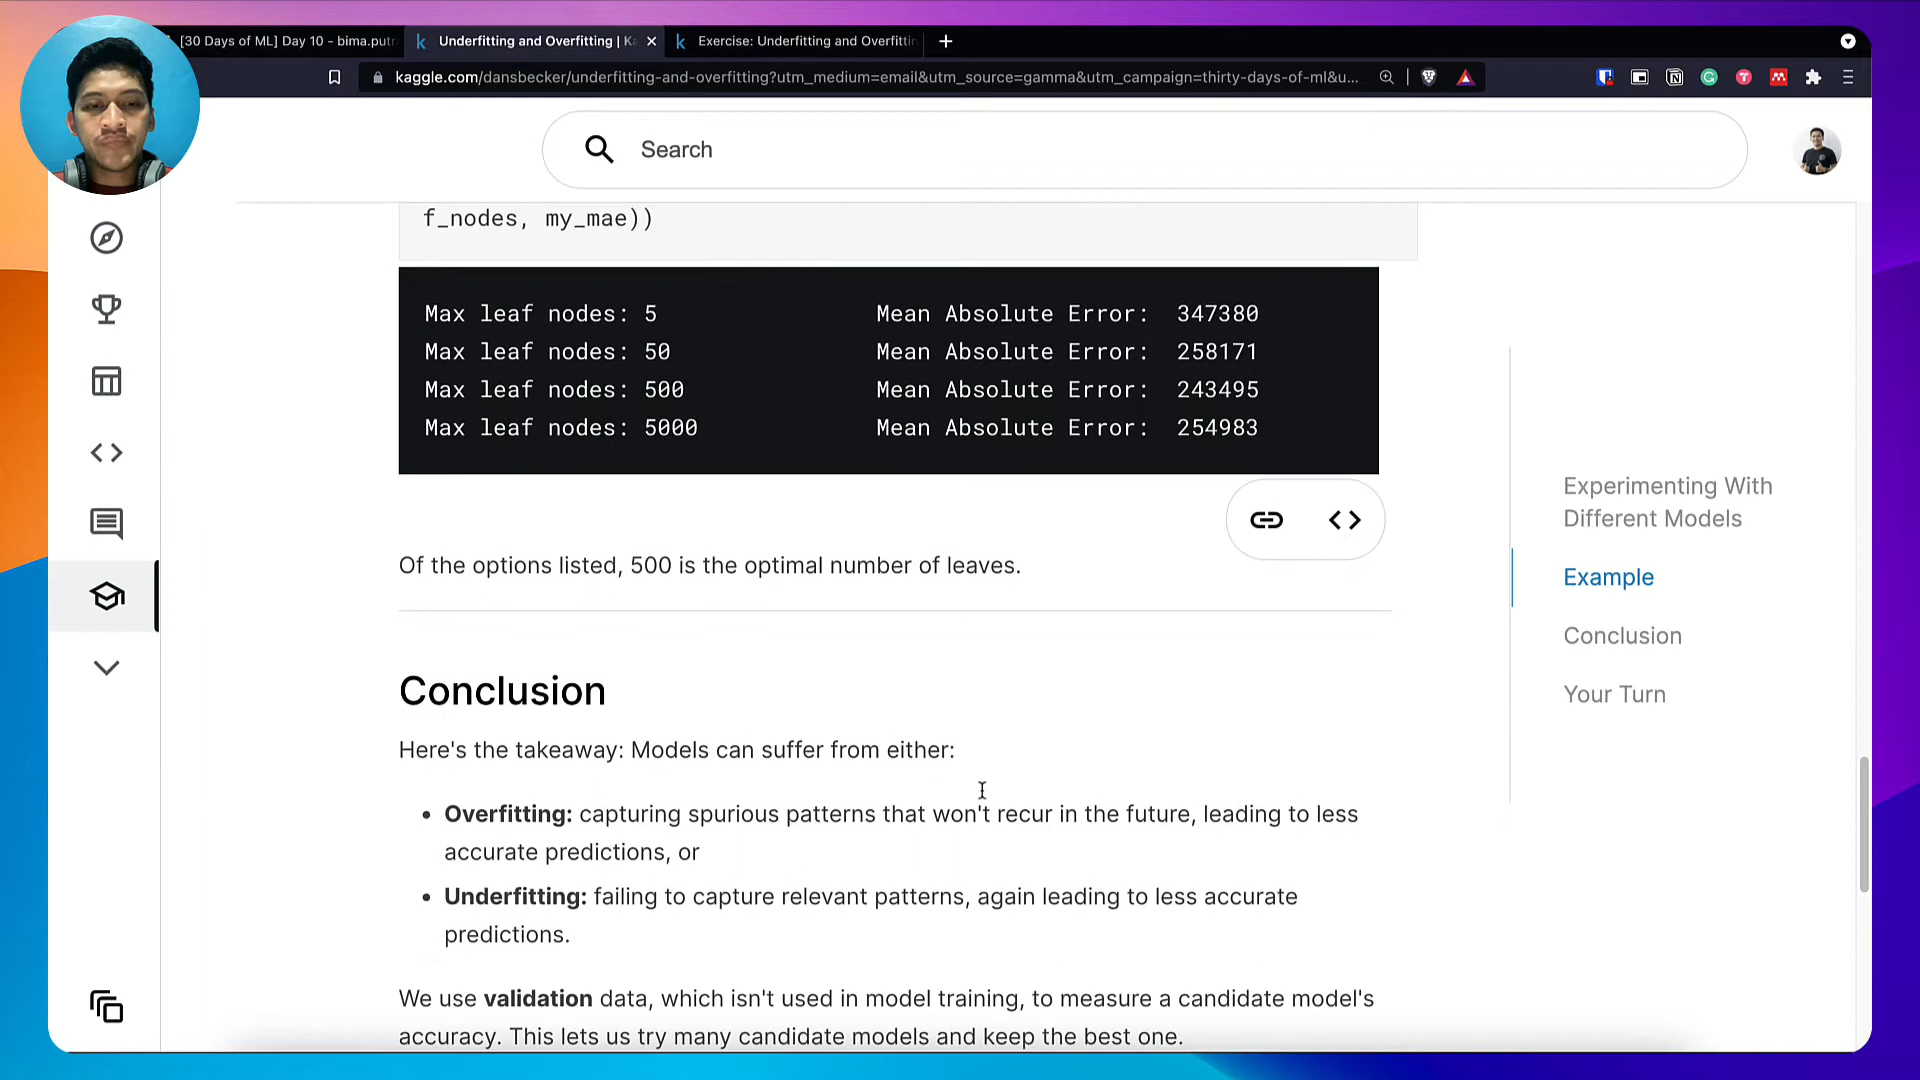 [30 Days of ML] Day 10 - bima.putr
Underfitting and Overfitting | Ka
Exercise: Underfitting and Overfittin
kaggle.com/dansbecker/underfitting-and-overfitting?utm_medium=email&utm_source=gamma&utm_campaign=thirty-days-of-ml&u...
Search
f_nodes, my_mae))
Max leaf nodes: 5 Mean Absolute Error: 347380
Max leaf nodes: 50 Mean Absolute Error: 258171
Max leaf nodes: 500 Mean Absolute Error: 243495
Max leaf nodes: 5000 Mean Absolute Error: 254983
Of the options listed, 500 is the optimal number of leaves.
Conclusion
Here's the takeaway: Models can suffer from either:
• Overfitting: capturing spurious patterns that won't recur in the future, leading to less
accurate predictions, or
• Underfitting: failing to capture relevant patterns, again leading to less accurate
predictions.
We use validation data, which isn't used in model training, to measure a candidate model's
accuracy. This lets us try many candidate models and keep the best one.
Experimenting With
Different Models
Example
Conclusion
Your Turn